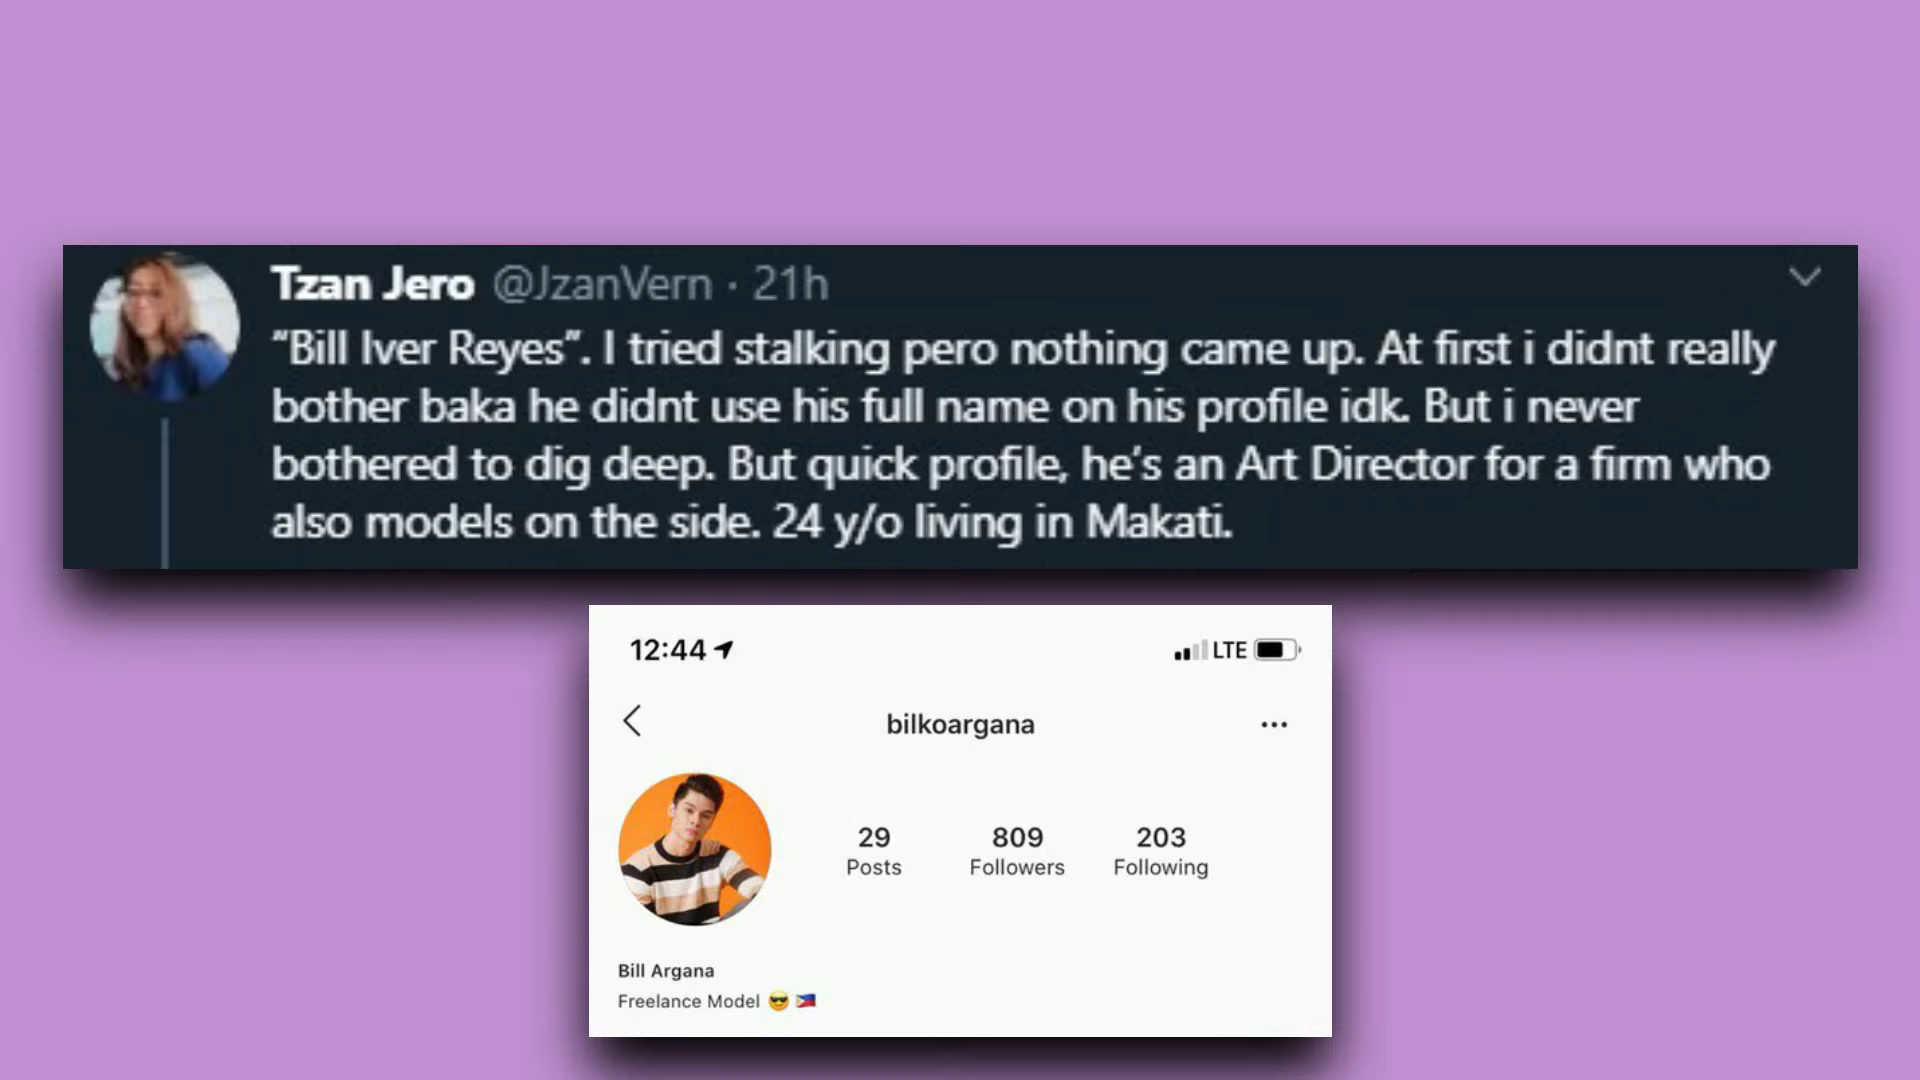 Tzan Jero @JzanVern · 21h
“Bill Iver Reyes”. I tried stalking pero nothing came up. At first i didnt really
bother baka he didnt use his full name on his profile idk. But i never
bothered to dig deep. But quick profile, he’s an Art Director for a firm who
also models on the side. 24 y/o living in Makati.
12:44 LTE
bilkoargana
29 809 203
Posts Followers Following
Bill Argana
Freelance Model 😎 🇵🇭